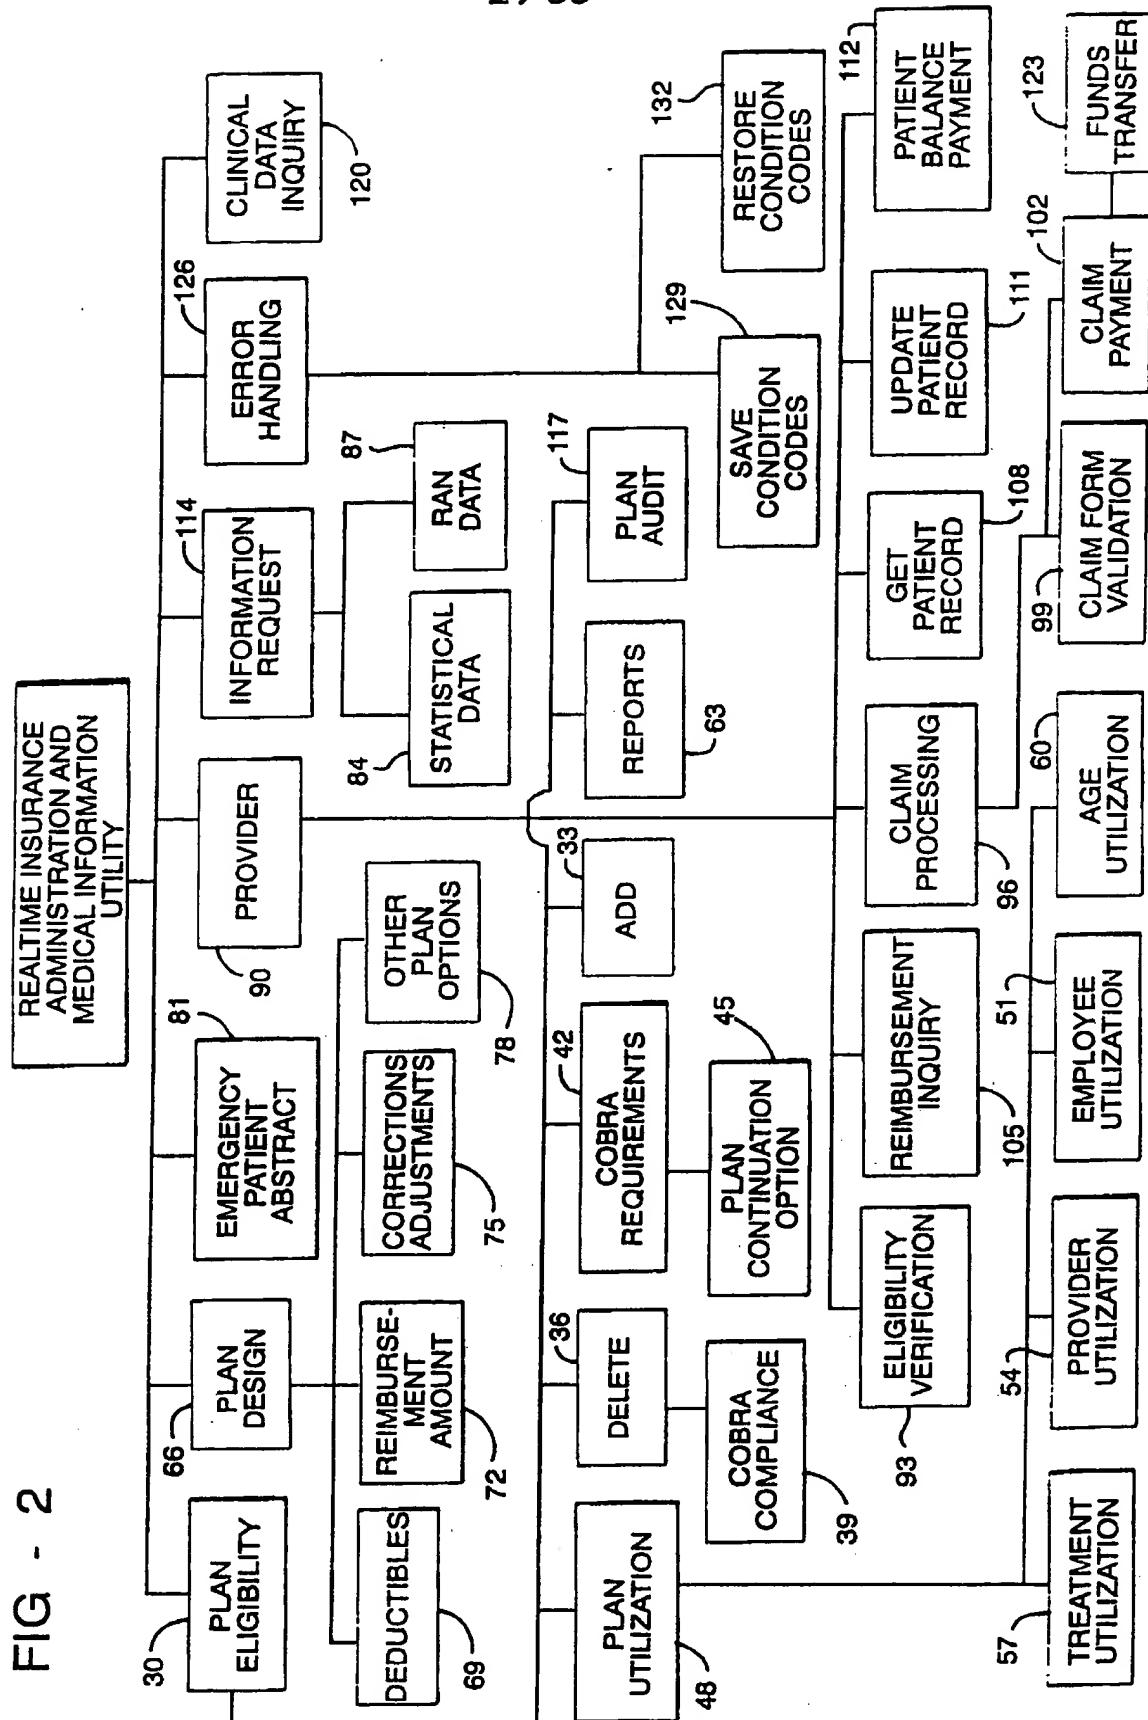 FIG - 2
REALTIME INSURANCE
ADMINISTRATION AND
MEDICAL INFORMATION
UTILITY
30
PLAN
ELIGIBILITY
66
PLAN
DESIGN
81
EMERGENCY
PATIENT
ABSTRACT
90
PROVIDER
114
INFORMATION
REQUEST
126
ERROR
HANDLING
CLINICAL
DATA
INQUIRY
120
DEDUCTIBLES
69
REIMBURSE-
MENT
AMOUNT
72
CORRECTIONS
ADJUSTMENTS
75
OTHER
PLAN
OPTIONS
78
84
STATISTICAL
DATA
87
RAN
DATA
PLAN
UTILIZATION
48
36
DELETE
42
COBRA
REQUIREMENTS
33
ADD
REPORTS
63
117
PLAN
AUDIT
COBRA
COMPLIANCE
39
45
PLAN
CONTINUATION
OPTION
129
SAVE
CONDITION
CODES
132
RESTORE
CONDITION
CODES
93
ELIGIBILITY
VERIFICATION
REIMBURSEMENT
INQUIRY
105
CLAIM
PROCESSING
96
GET
PATIENT
RECORD
108
UPDATE
PATIENT
RECORD
111
112
PATIENT
BALANCE
PAYMENT
57
TREATMENT
UTILIZATION
54
PROVIDER
UTILIZATION
51
EMPLOYEE
UTILIZATION
60
AGE
UTILIZATION
99
CLAIM FORM
VALIDATION
102
CLAIM
PAYMENT
123
FUNDS
TRANSFER